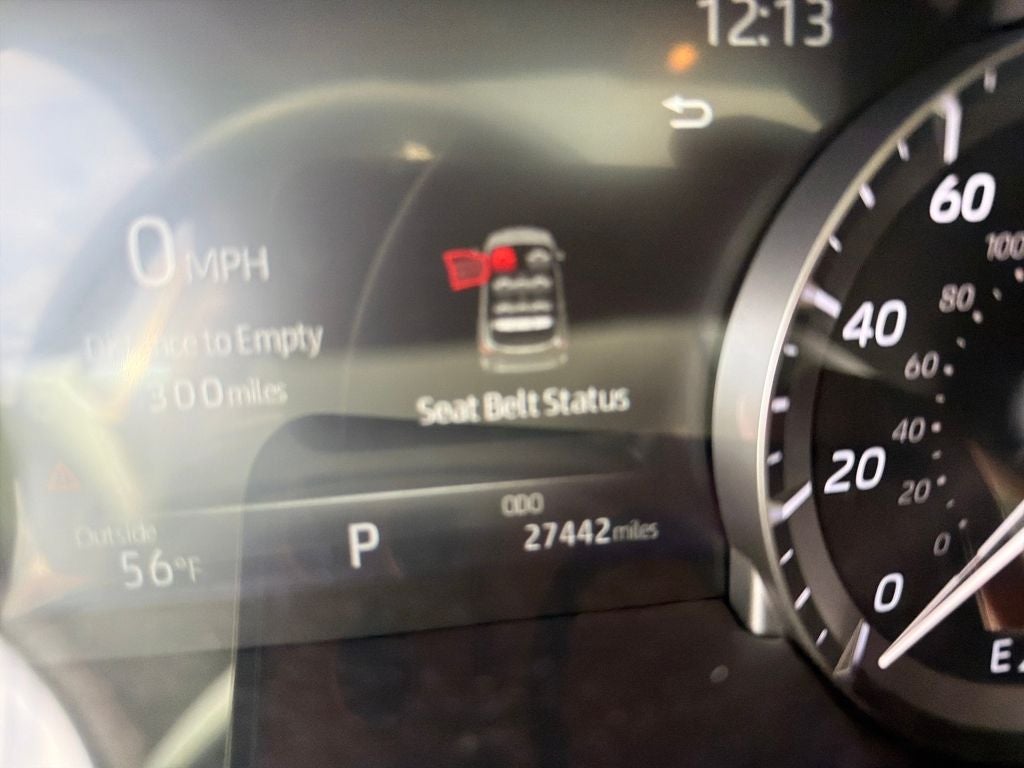 12:13
0 MPH
Distance to Empty
300 miles
Seat Belt Status
Outside
56°F
P
ODO
27442 miles
60
40
20
0
100
80
60
40
20
0
E